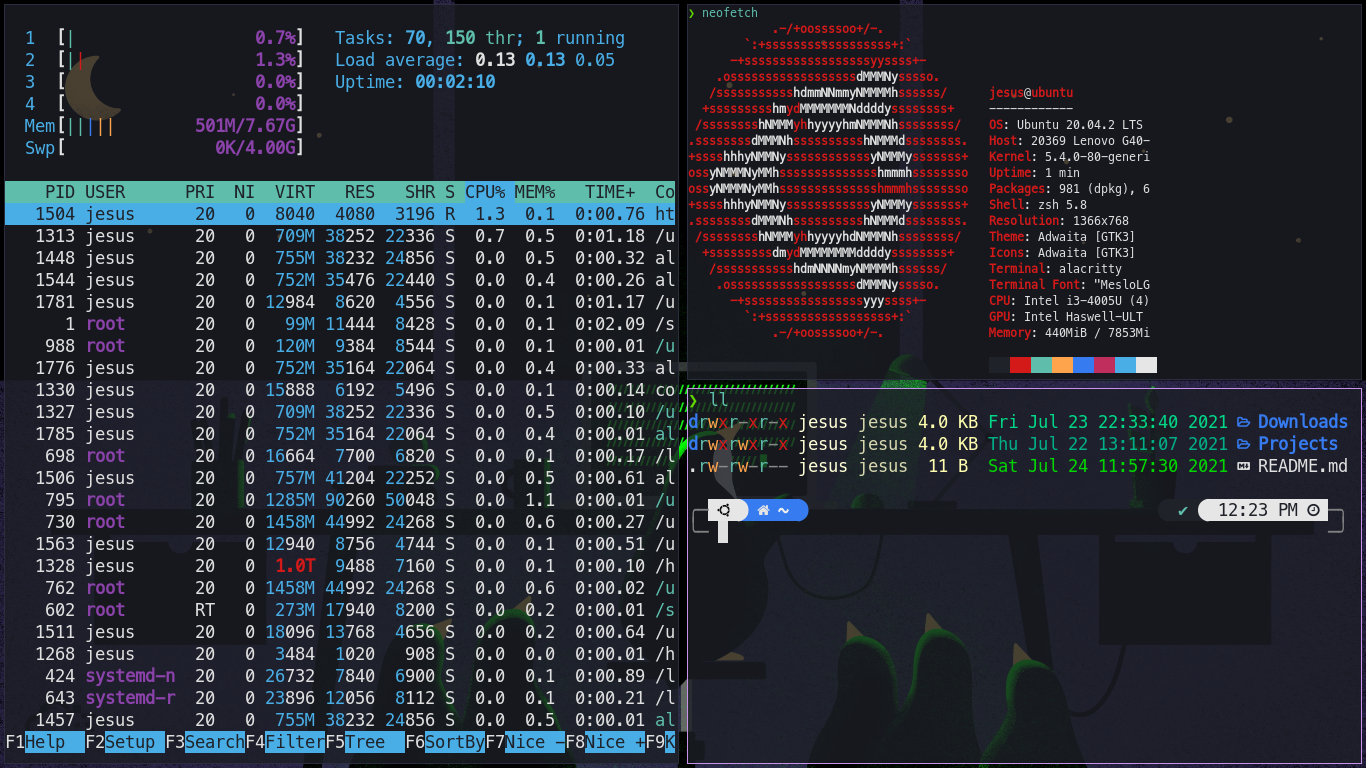 1 [| 0.7%] Tasks: 70, 150 thr; 1 running
2 [|| 1.3%] Load average: 0.13 0.13 0.05
3 [ 0.0%] Uptime: 00:02:10
4 [ 0.0%]
Mem[||||| 501M/7.67G]
Swp[ 0K/4.00G]
PID USER PRI NI VIRT RES SHR S CPU% MEM% TIME+ Co
1504 jesus 20 0 8040 4080 3196 R 1.3 0.1 0:00.76 ht
1313 jesus 20 0 709M 38252 22336 S 0.7 0.5 0:01.18 /u
1448 jesus 20 0 755M 38232 24856 S 0.0 0.5 0:00.32 al
1544 jesus 20 0 752M 35476 22440 S 0.0 0.4 0:00.26 al
1781 jesus 20 0 12984 8620 4556 S 0.0 0.1 0:01.17 /u
1 root 20 0 99M 11444 8428 S 0.0 0.1 0:02.09 /s
988 root 20 0 120M 9384 8544 S 0.0 0.1 0:00.01 /u
1776 jesus 20 0 752M 35164 22064 S 0.0 0.4 0:00.33 al
1330 jesus 20 0 15888 6192 5496 S 0.0 0.1 0:00.14 co
1327 jesus 20 0 709M 38252 22336 S 0.0 0.5 0:00.10 /u
1785 jesus 20 0 752M 35164 22064 S 0.0 0.4 0:00.01 al
698 root 20 0 16664 7700 6820 S 0.0 0.1 0:00.17 /l
1506 jesus 20 0 757M 41204 22252 S 0.0 0.5 0:00.61 al
795 root 20 0 1285M 90260 50048 S 0.0 1.1 0:00.01 /u
730 root 20 0 1458M 44992 24268 S 0.0 0.6 0:00.27 /u
1563 jesus 20 0 12940 8756 4744 S 0.0 0.1 0:00.51 /u
1328 jesus 20 0 1.0T 9488 7160 S 0.0 0.1 0:00.10 /h
762 root 20 0 1458M 44992 24268 S 0.0 0.6 0:00.02 /u
602 root RT 0 273M 17940 8200 S 0.0 0.2 0:00.01 /s
1511 jesus 20 0 18096 13768 4656 S 0.0 0.2 0:00.64 /u
1268 jesus 20 0 3484 1020 908 S 0.0 0.0 0:00.01 /h
424 systemd-n 20 0 26732 7840 6900 S 0.0 0.1 0:00.89 /l
643 systemd-r 20 0 23896 12056 8112 S 0.0 0.1 0:00.21 /l
1457 jesus 20 0 755M 38232 24856 S 0.0 0.5 0:00.01 al
F1Help F2Setup F3SearchF4FilterF5Tree F6SortByF7Nice -F8Nice +F9K
❯ neofetch
.-/+oossssoo+/-.
`:+ssssssssssssssssss+:`
-+ssssssssssssssssssyyssss+-
.ossssssssssssssssssdMMMNysssso.
/ssssssssssshdmmNNmmyNMMMMhssssss/
+ssssssssshmydMMMMMMMNddddyssssssss+
/sssssssshNMMMyhhyyyyhmNMMMNhssssssss/
.ssssssssdMMMNhsssssssssshNMMMdssssssss.
+sssshhhyNMMNyssssssssssssyNMMMysssssss+
ossyNMMMNyMMhsssssssssssssshmmmhssssssso
ossyNMMMNyMMhsssssssssssssshmmmhssssssso
+sssshhhyNMMNyssssssssssssyNMMMysssssss+
.ssssssssdMMMNhsssssssssshNMMMdssssssss.
/sssssssshNMMMyhhyyyyhdNMMMNhssssssss/
+sssssssssdmydMMMMMMMMddddyssssssss+
/ssssssssssshdmNNNNmyNMMMMhssssss/
.ossssssssssssssssssdMMMNysssso.
-+sssssssssssssssssyyyssss+-
`:+ssssssssssssssssss+:`
.-/+oossssoo+/-.
jesus@ubuntu
------------
OS: Ubuntu 20.04.2 LTS
Host: 20369 Lenovo G40-
Kernel: 5.4.0-80-generi
Uptime: 1 min
Packages: 981 (dpkg), 6
Shell: zsh 5.8
Resolution: 1366x768
Theme: Adwaita [GTK3]
Icons: Adwaita [GTK3]
Terminal: alacritty
Terminal Font: "MesloLG
CPU: Intel i3-4005U (4)
GPU: Intel Haswell-ULT
Memory: 440MiB / 7853Mi
❯ ll
drwxr-xr-x jesus jesus 4.0 KB Fri Jul 23 22:33:40 2021 Downloads
drwxrwxr-x jesus jesus 4.0 KB Thu Jul 22 13:11:07 2021 Projects
.rw-rw-r-- jesus jesus 11 B Sat Jul 24 11:57:30 2021 README.md
~ ✔ 12:23 PM